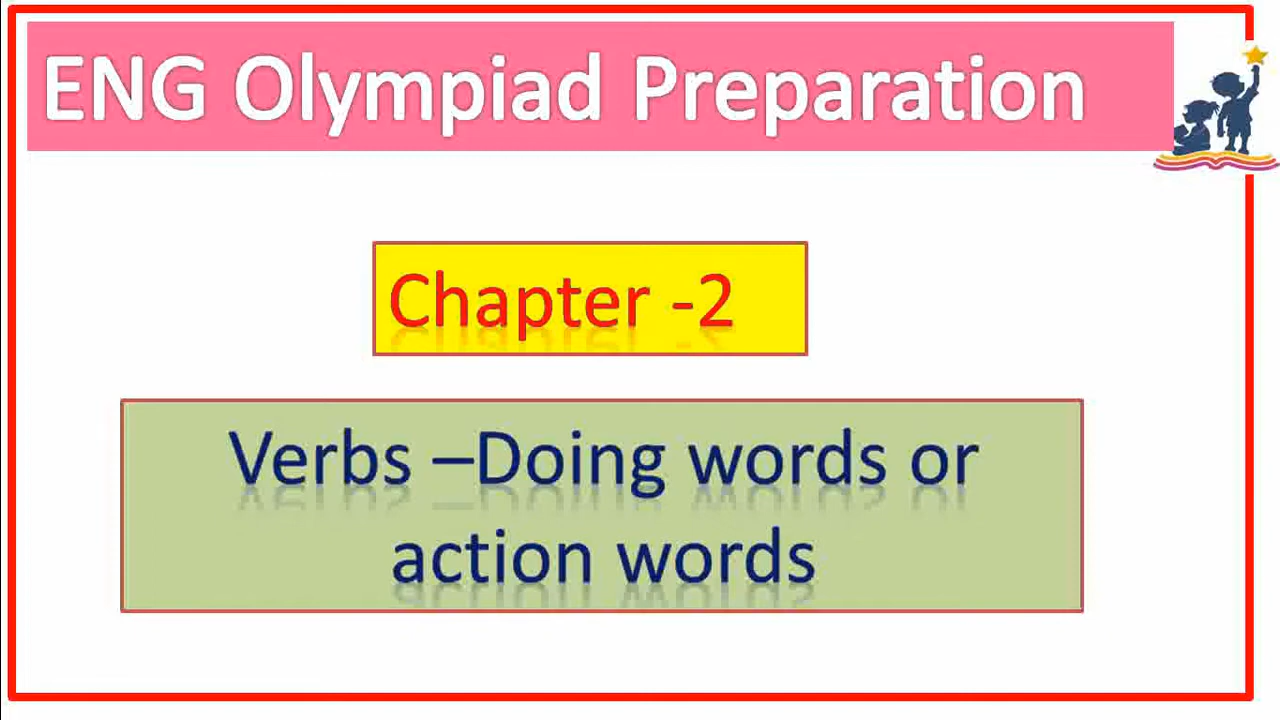 ENG Olympiad Preparation
Chapter -2
Verbs –Doing words or
action words